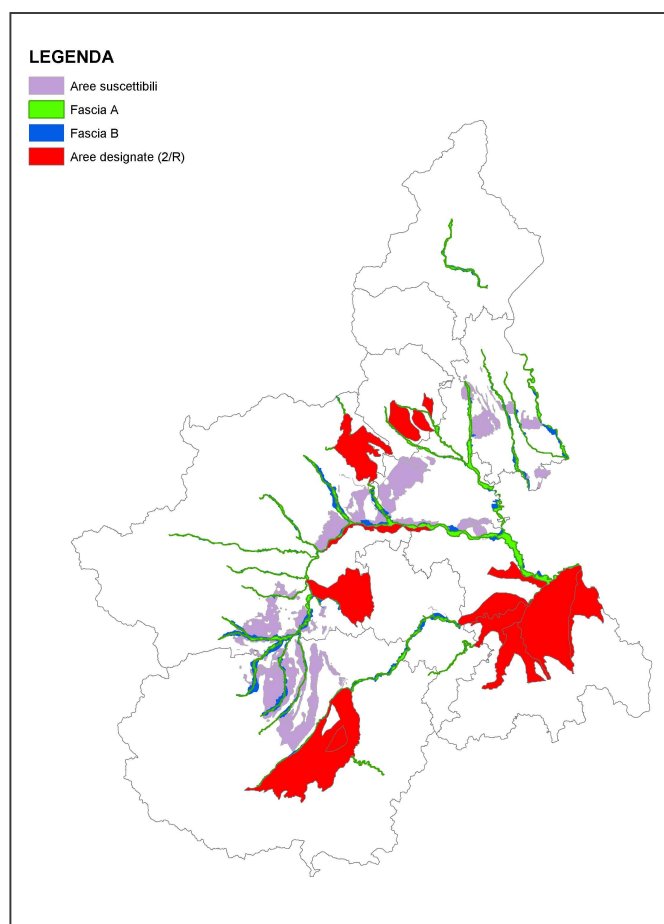 LEGENDA
Aree suscettibili
Fascia A
Fascia B
Aree designate (2/R)